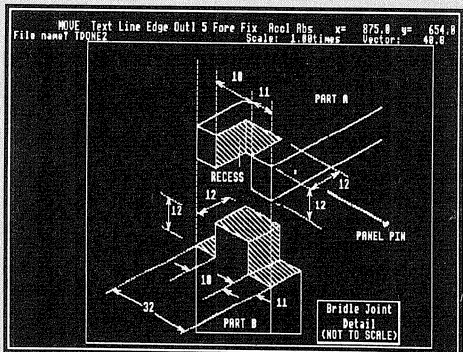 MOVE Text Line Edge Outl 5 Fore Fix Accl Abs x= 875.0 y= 654.0
File name? TDONE2 Scale: 1.00times Vector: 40.0
10
11
PART A
RECESS
12
12
12
12
PANEL PIN
10
11
32
PART B
Bridle Joint
Detail
(NOT TO SCALE)